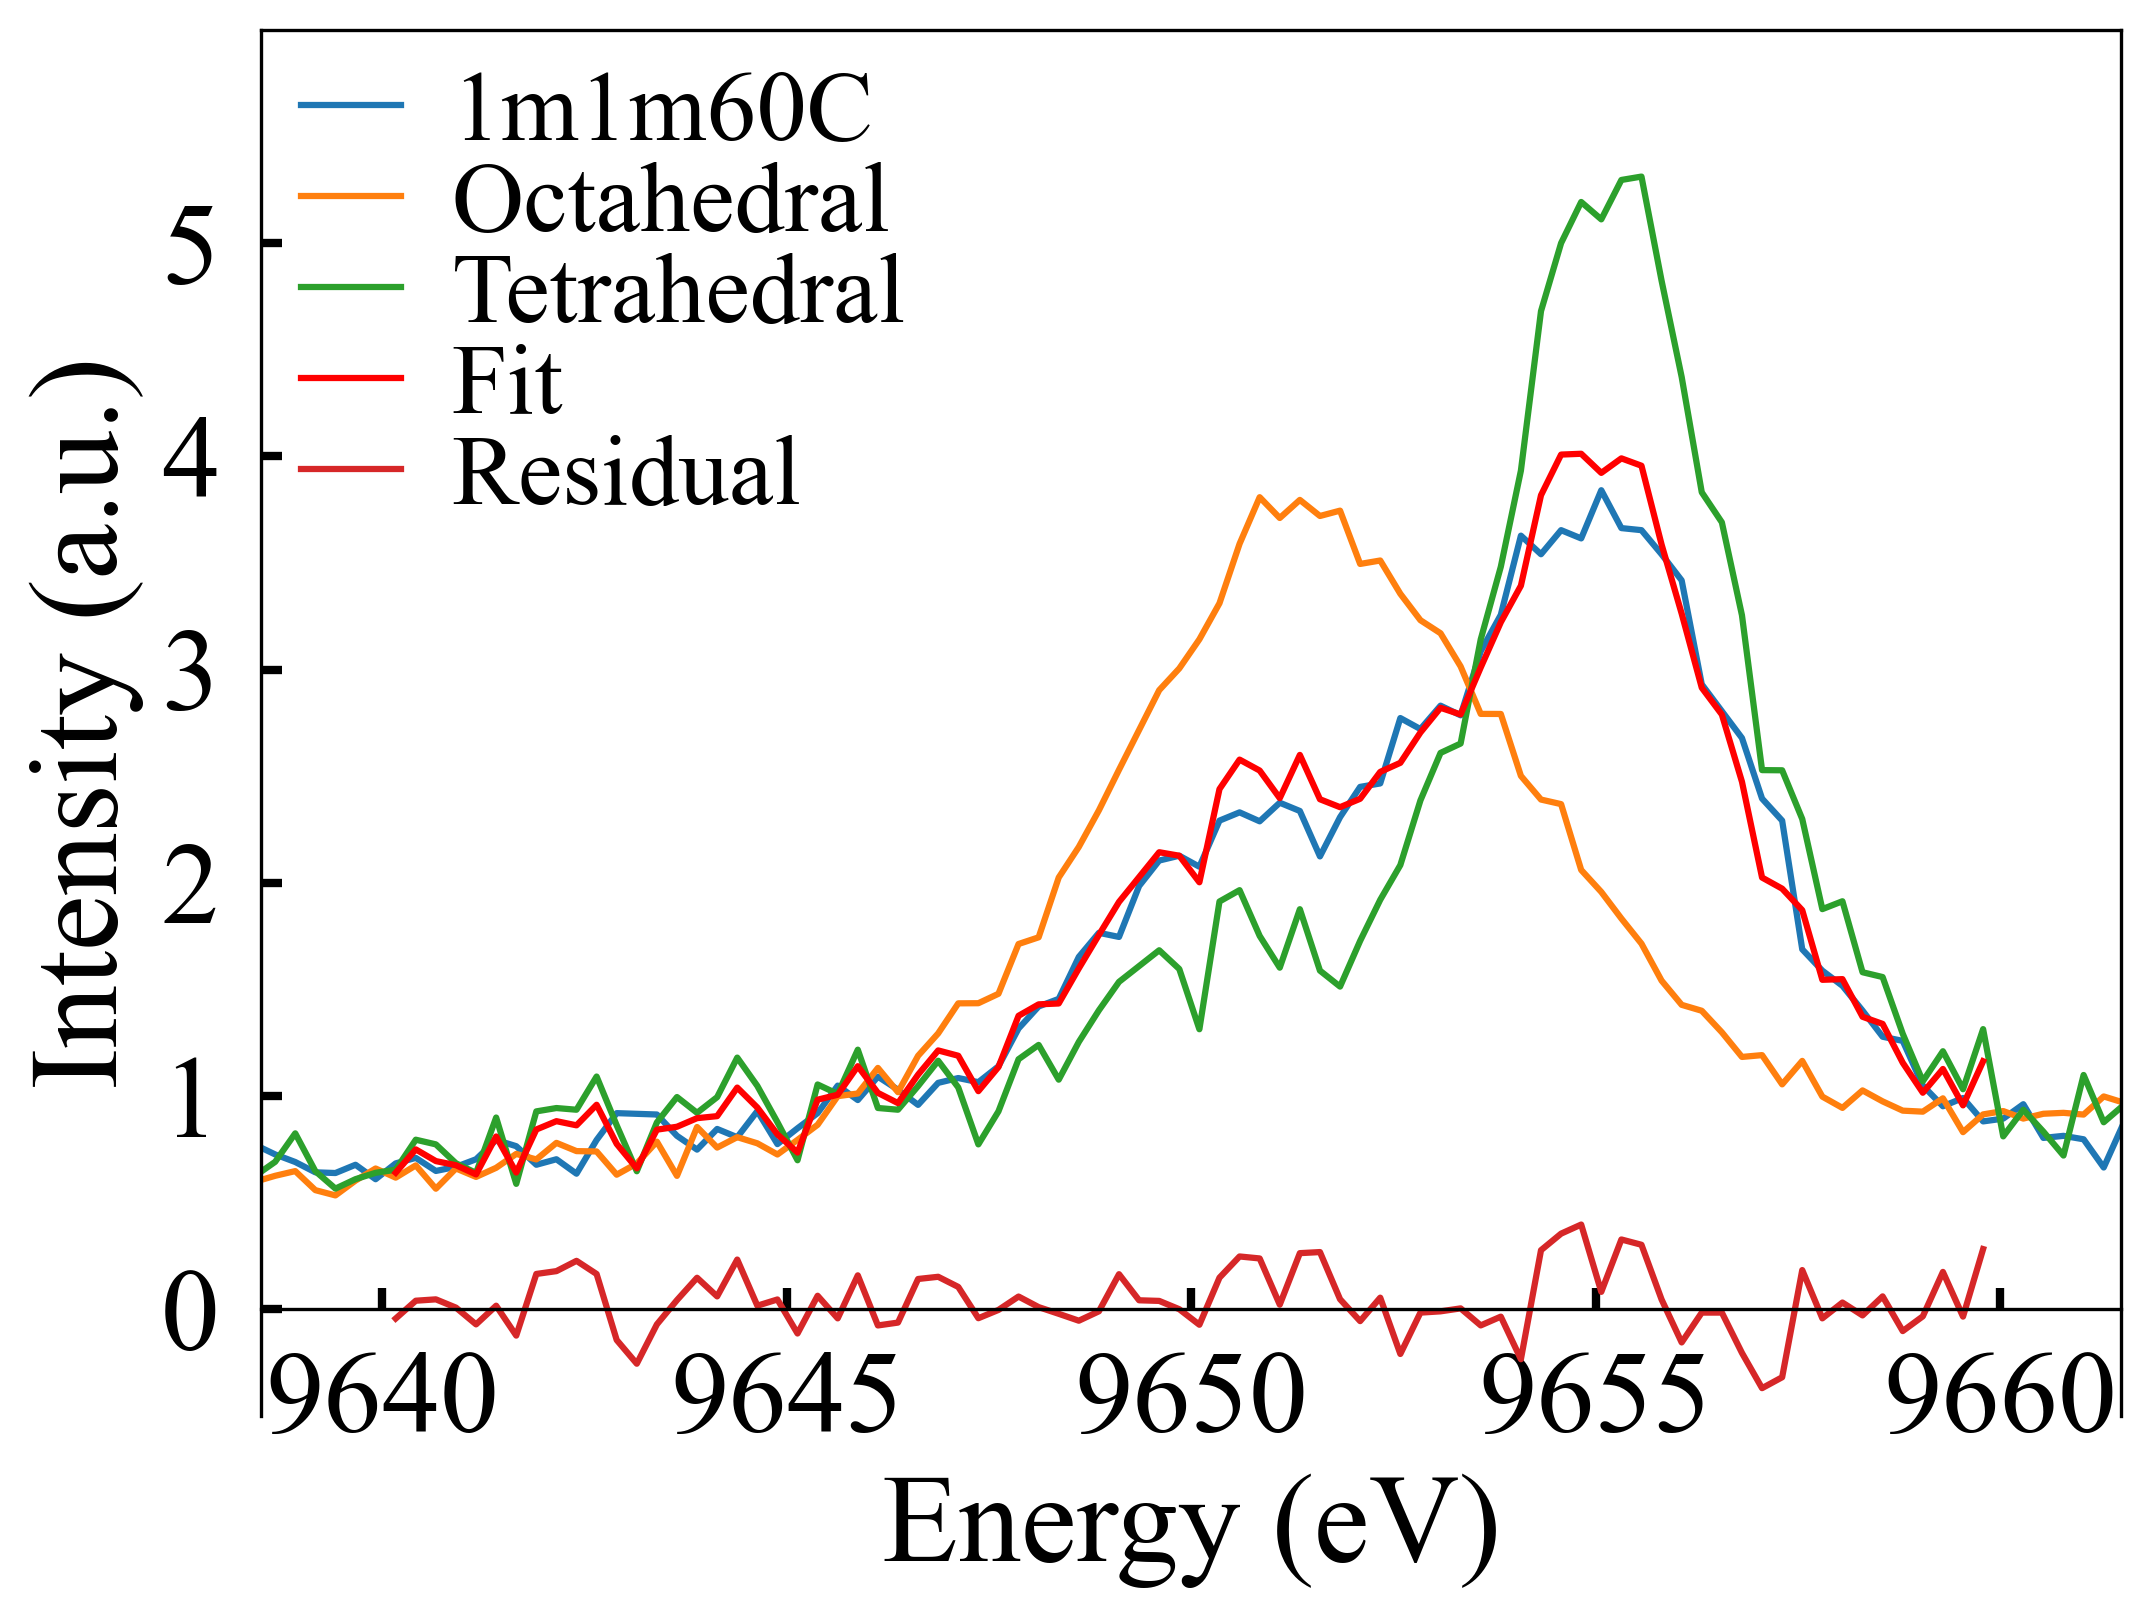 1m1m60C
Octahedral
Tetrahedral
Fit
Residual
5
4
3
2
1
0
Intensity (a.u.)
9640 9645 9650 9655 9660
Energy (eV)